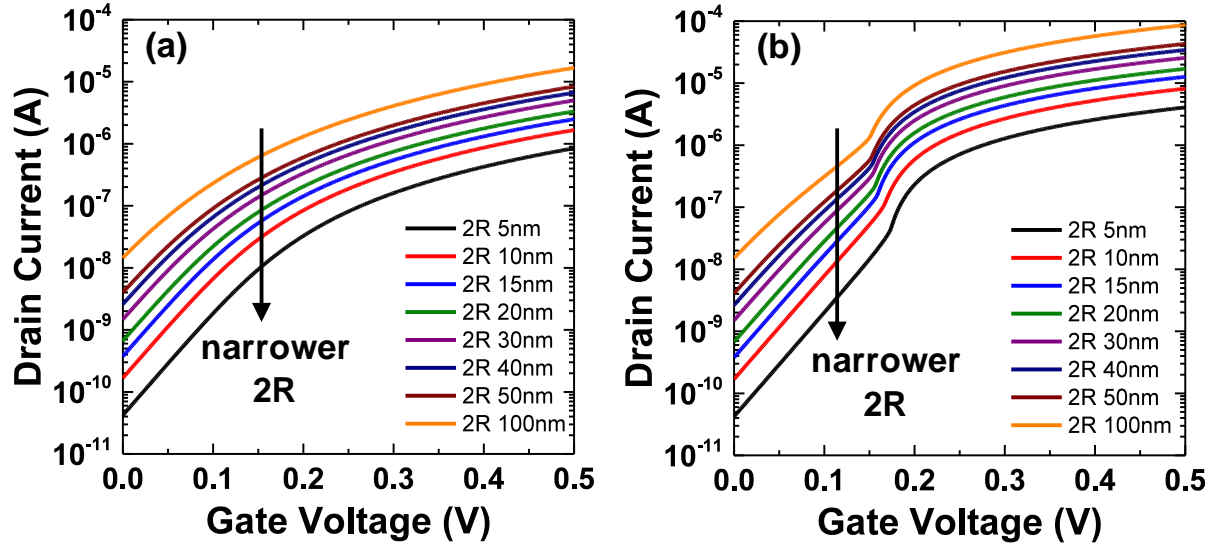 (a)
Drain Current (A)
10^-4
10^-5
10^-6
10^-7
10^-8
10^-9
10^-10
10^-11
narrower
2R
2R 5nm
2R 10nm
2R 15nm
2R 20nm
2R 30nm
2R 40nm
2R 50nm
2R 100nm
0.0 0.1 0.2 0.3 0.4 0.5
Gate Voltage (V)
(b)
Drain Current (A)
10^-4
10^-5
10^-6
10^-7
10^-8
10^-9
10^-10
10^-11
narrower
2R
2R 5nm
2R 10nm
2R 15nm
2R 20nm
2R 30nm
2R 40nm
2R 50nm
2R 100nm
0.0 0.1 0.2 0.3 0.4 0.5
Gate Voltage (V)